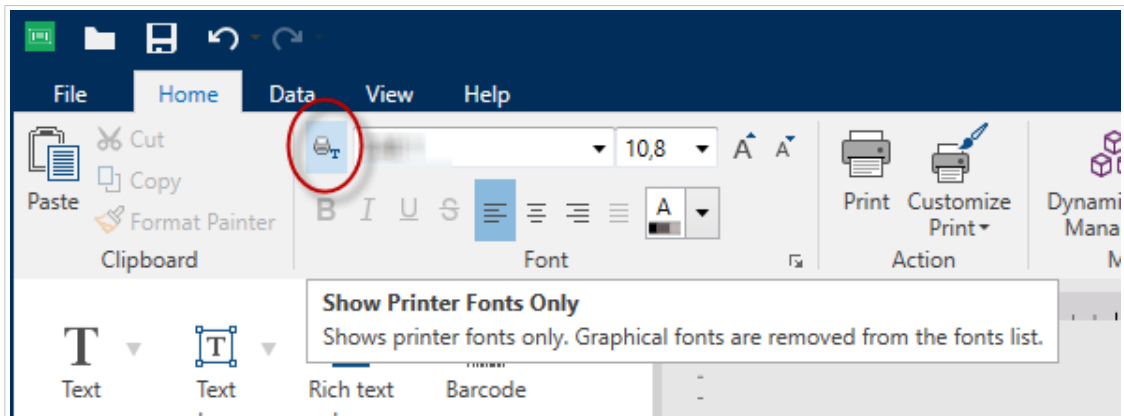 File Home Data View Help
Cut
Copy
Paste
Format Painter
Clipboard
T
10,8 A A
B I U S A
Font
Print Customize
Print
Action
Show Printer Fonts Only
Shows printer fonts only. Graphical fonts are removed from the fonts list.
T T
Text Text Rich text Barcode